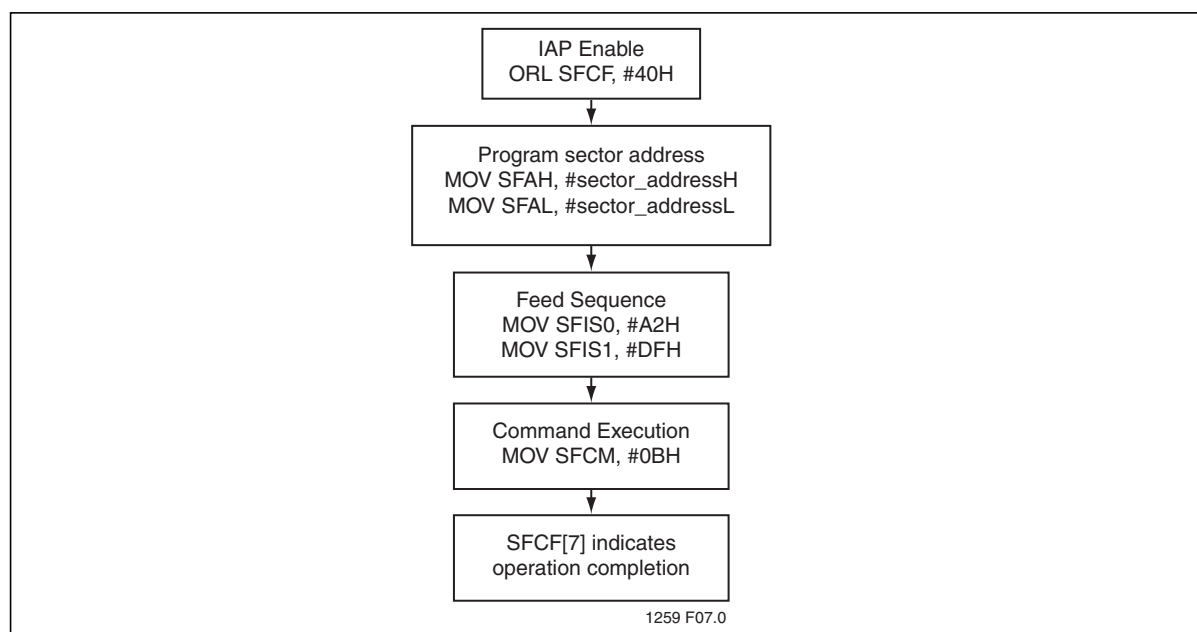 IAP Enable
ORL SFCF, #40H
Program sector address
MOV SFAH, #sector_addressH
MOV SFAL, #sector_addressL
Feed Sequence
MOV SFIS0, #A2H
MOV SFIS1, #DFH
Command Execution
MOV SFCM, #0BH
SFCF[7] indicates
operation completion
1259 F07.0